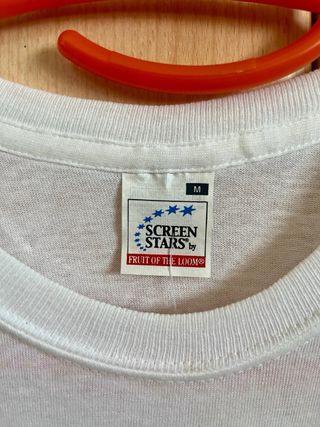 M
SCREEN
STARS® by
FRUIT OF THE LOOM®